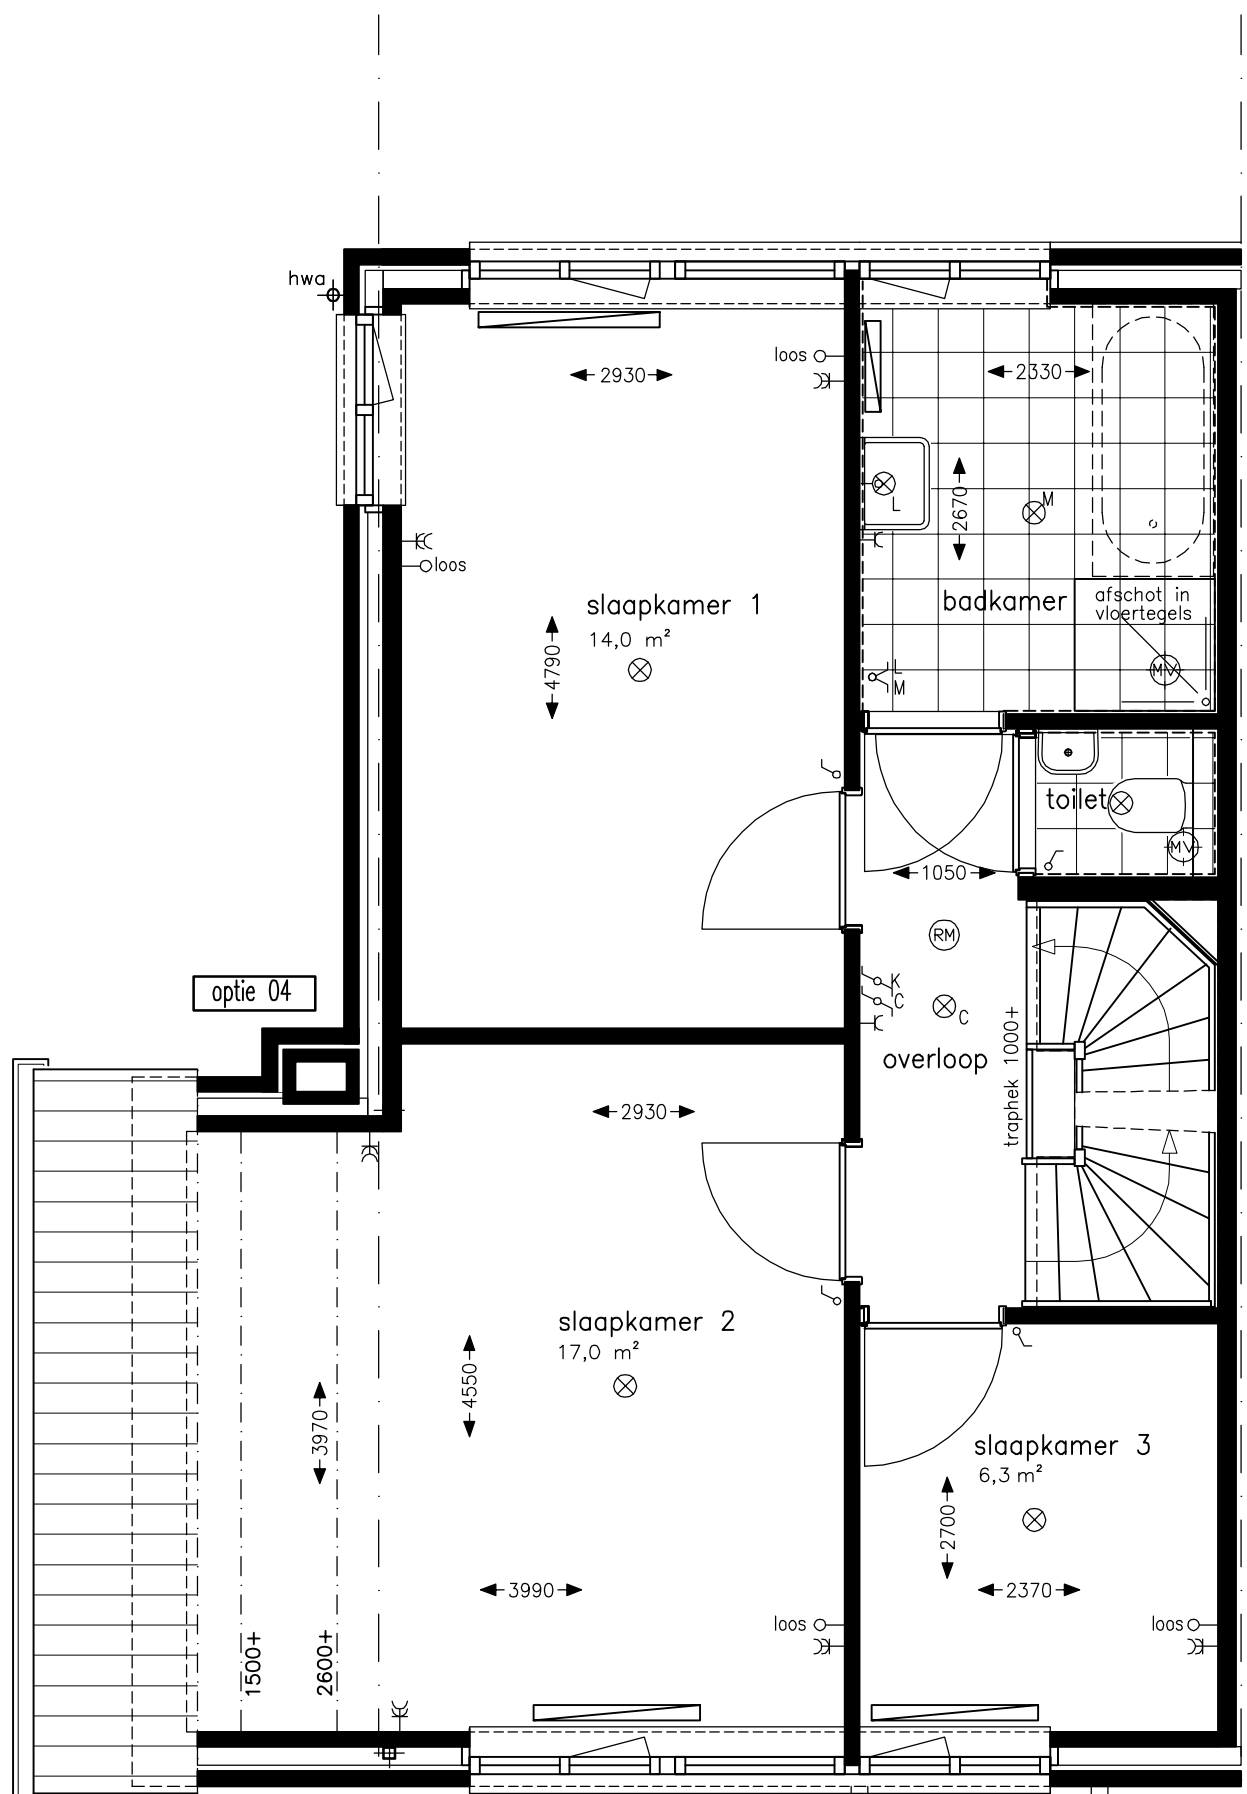 hwa
loos
2930
2330
L
2670
M
loos
slaapkamer 1
14,0 m²
4790
badkamer
afschot in
vloertegels
MV
L
M
toilet
MV
1050
RM
K
C
C
optie 04
overloop
traphek 1000+
2930
slaapkamer 2
17,0 m²
4550
3970
slaapkamer 3
6,3 m²
2700
3990
2370
loos
loos
1500+
2600+